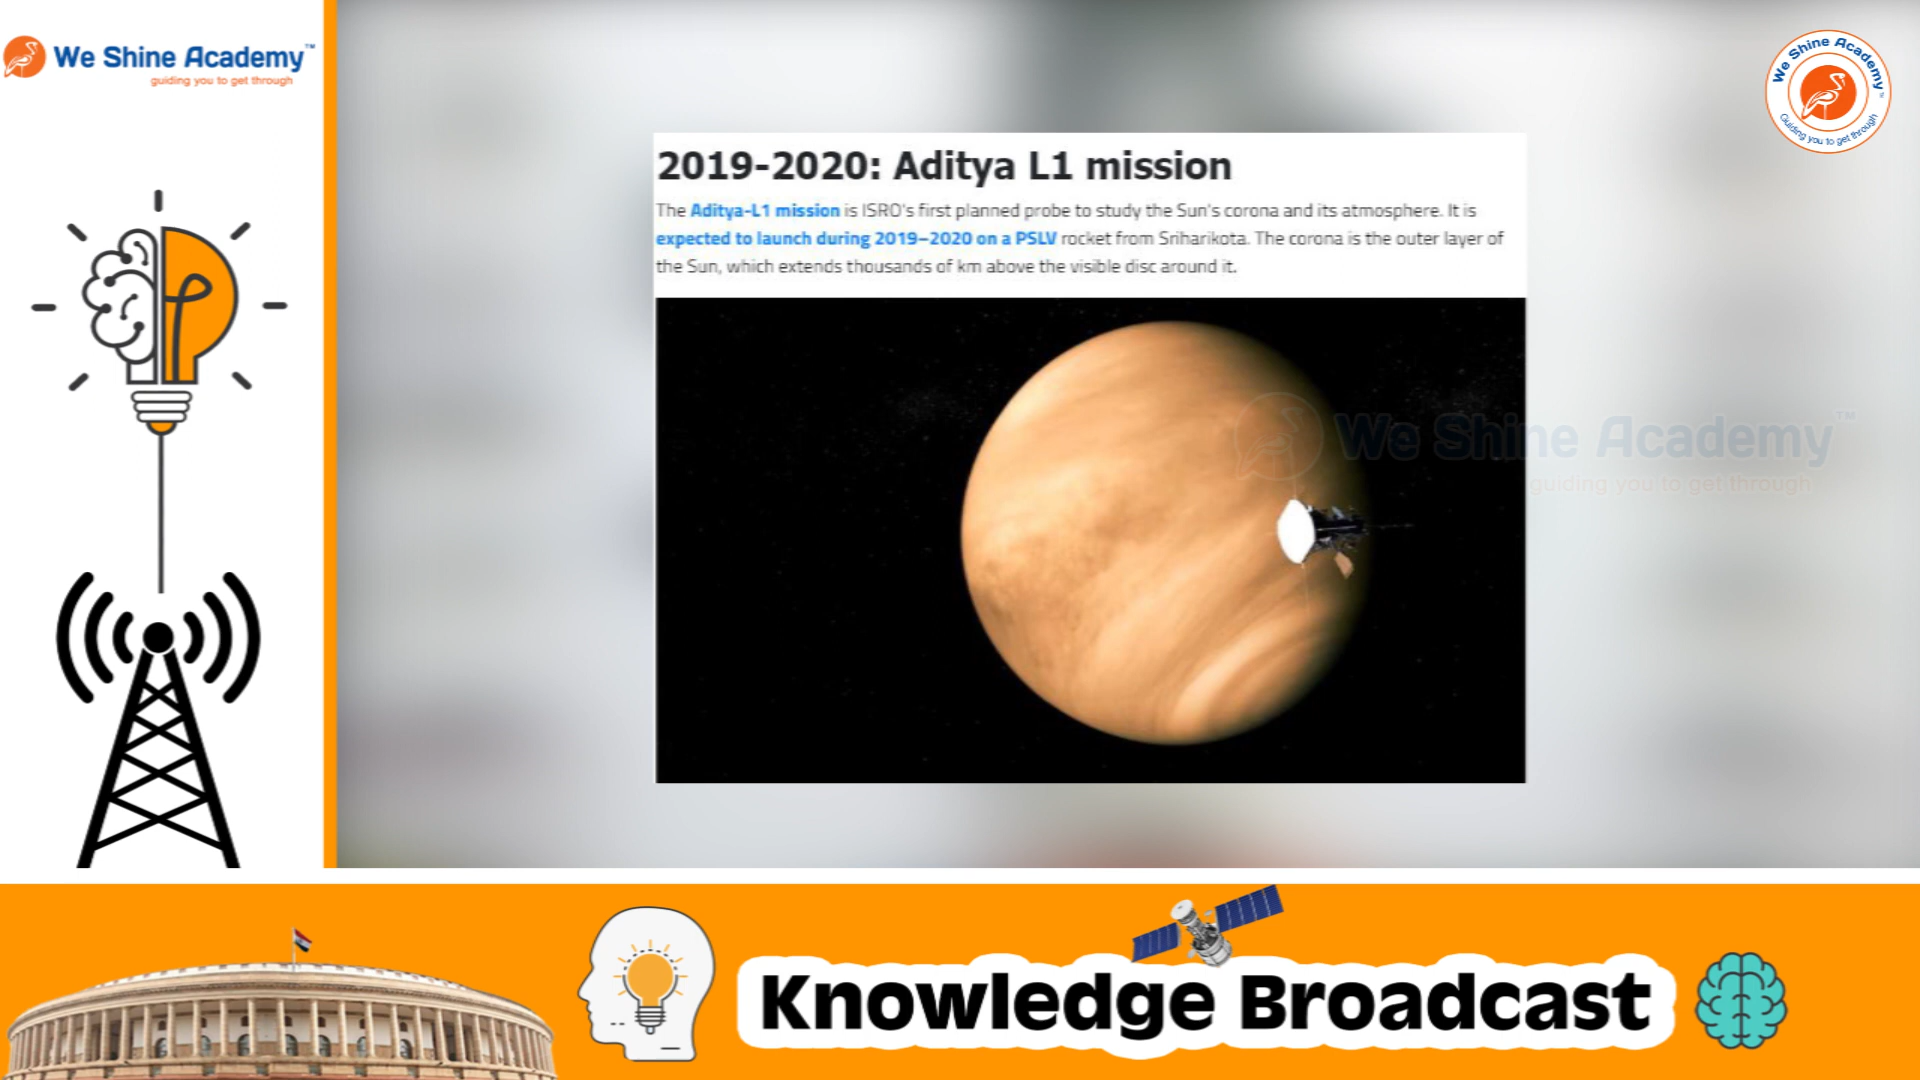 We Shine Academy™
guiding you to get through
We Shine Academy™
Guiding you to get through
2019-2020: Aditya L1 mission
The Aditya-L1 mission is ISRO's first planned probe to study the Sun's corona and its atmosphere. It is
expected to launch during 2019–2020 on a PSLV rocket from Sriharikota. The corona is the outer layer of
the Sun, which extends thousands of km above the visible disc around it.
We Shine Academy™
guiding you to get through
Knowledge Broadcast